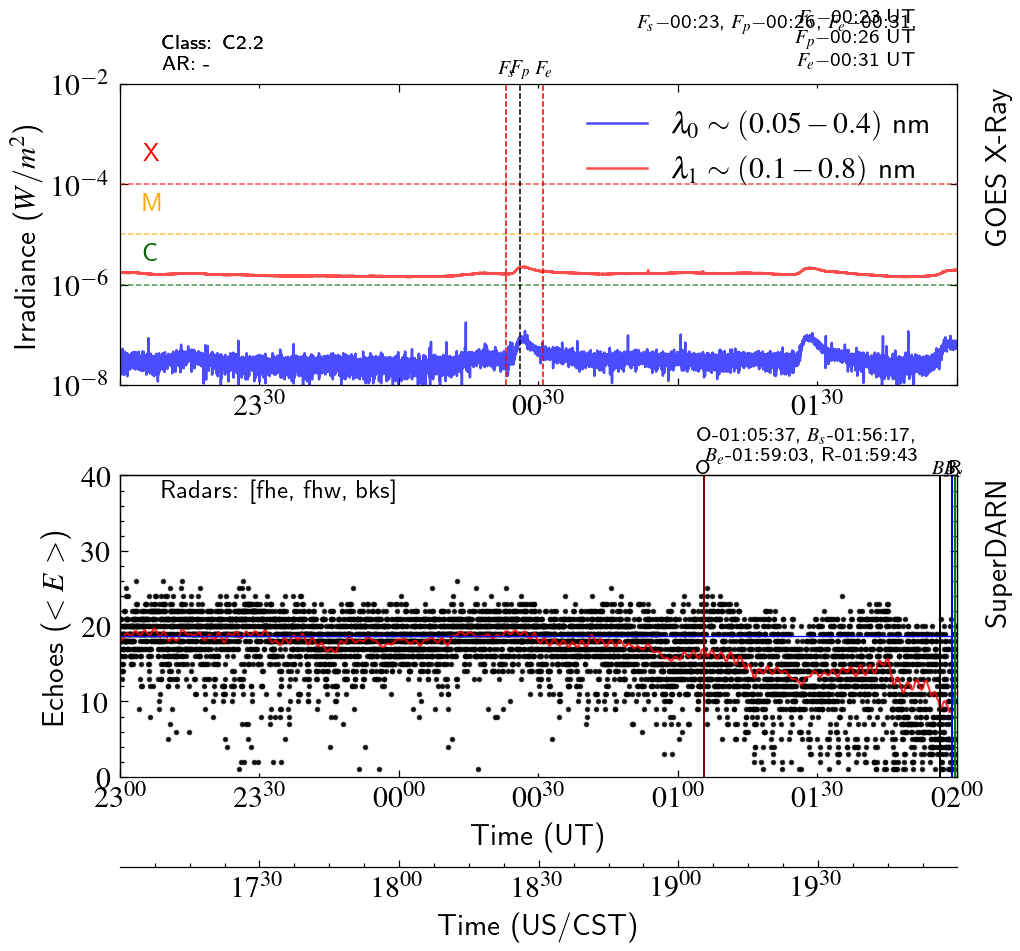 F_s−00:23, F_p−00:26, F_e−00:31,
F_s−00:23 UT
F_p−00:26 UT
F_e−00:31 UT
Class: C2.2
AR: -
F_s F_p F_e
10^−2
10^−4
10^−6
10^−8
Irradiance (W/m^2)
X
M
C
λ_0 ∼ (0.05−0.4) nm
λ_1 ∼ (0.1−0.8) nm
GOES X-Ray
23^30 00^30 01^30
O-01:05:37, B_s-01:56:17,
B_e-01:59:03, R-01:59:43
O
R
Radars: [fhe, fhw, bks]
40
30
20
10
0
Echoes (< E >)
SuperDARN
23^00 23^30 00^00 00^30 01^00 01^30 02^00
Time (UT)
17^30 18^00 18^30 19^00 19^30
Time (US/CST)